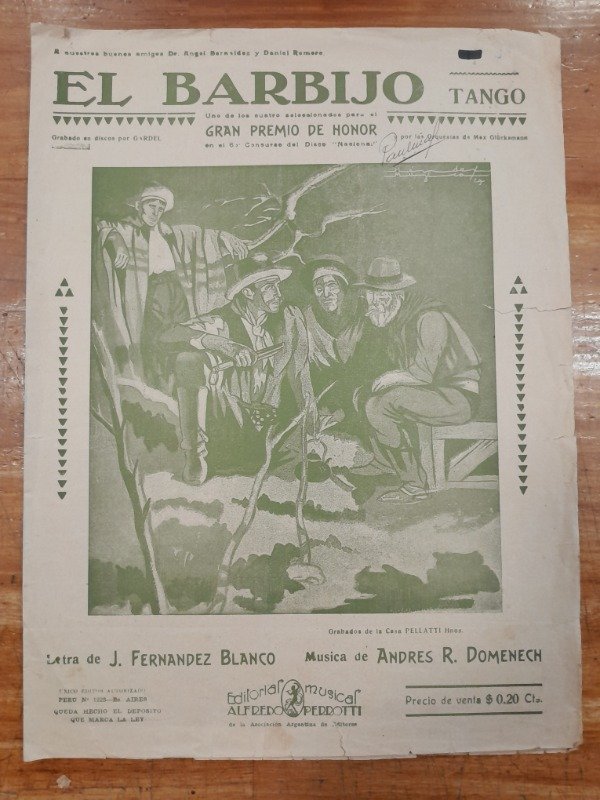 A nuestros buenos amigos Dr. Angel Baravidez y Daniel Romero
EL BARBIJO TANGO
Uno de los cuatro seleccionados para el
GRAN PREMIO DE HONOR
en el 6º Concurso del Disco "Nacional"
Grabado en discos por GARDEL
y por las Orquestas de Max Glücksmann
Grabados de la Casa PELLATTI Hnos.
Letra de J. FERNANDEZ BLANCO
Musica de ANDRES R. DOMENECH
UNICO EDITOR AUTORIZADO
PERU Nº 1228-Bs AIRES
QUEDA HECHO EL DEPOSITO
QUE MARCA LA LEY
Editorial Musical
ALFREDO PERROTTI
de la Asociación Argentina de Editores
Precio de venta $ 0.20 Cts.